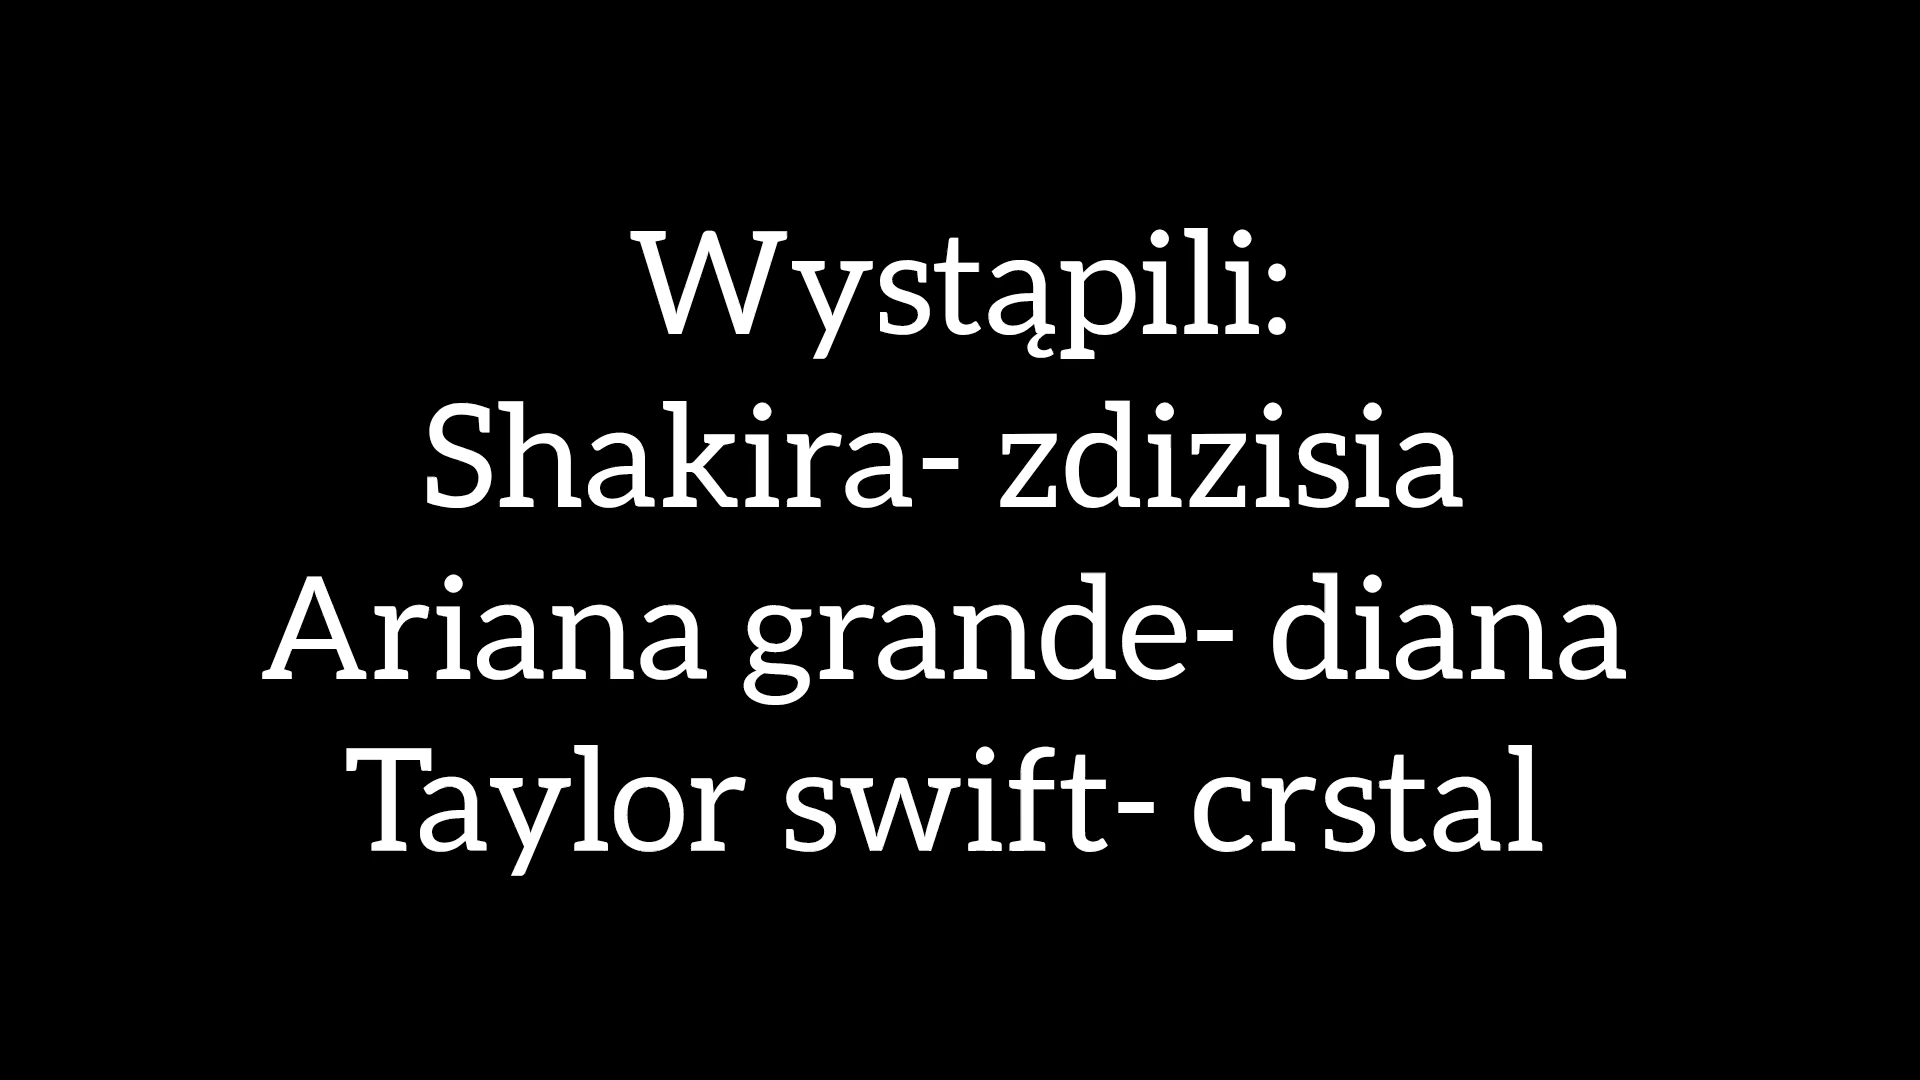 Wystąpili:
Shakira- zdizisia
Ariana grande- diana
Taylor swift- crstal